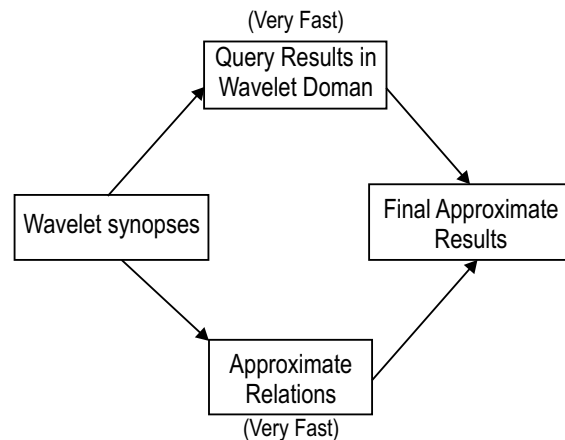 (Very Fast)
Query Results in
Wavelet Doman
Wavelet synopses
Final Approximate
Results
Approximate
Relations
(Very Fast)